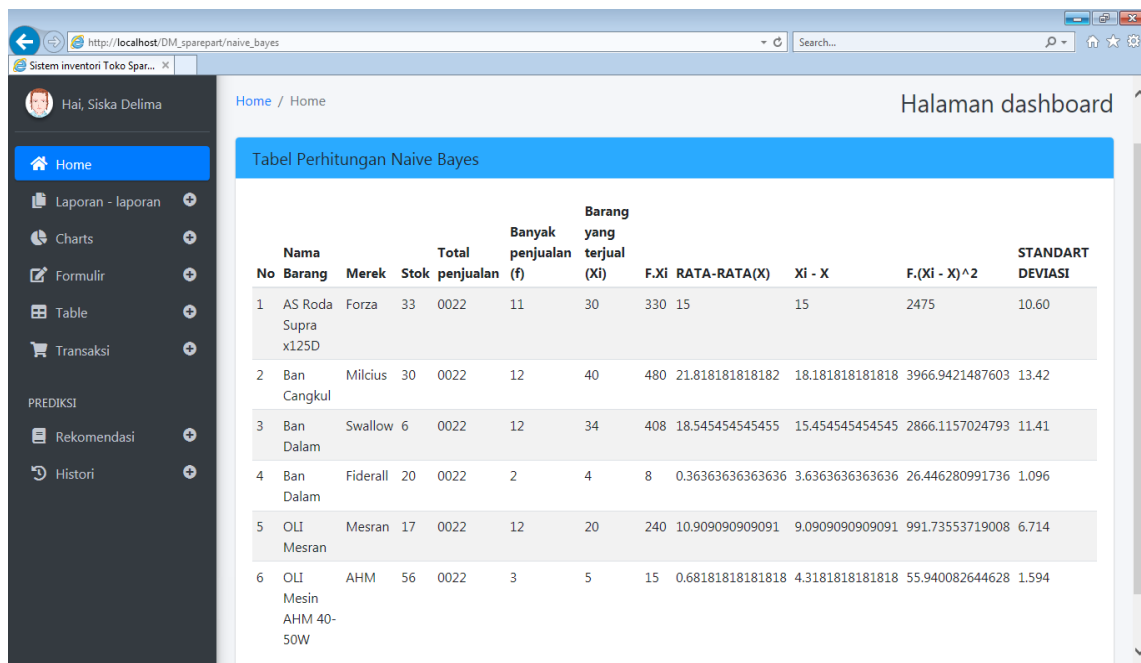 http://localhost/DM_sparepart/naive_bayes
Search...
Sistem inventori Toko Spar...
Hai, Siska Delima
Home / Home
Halaman dashboard
Home
Laporan - laporan
Charts
Formulir
Table
Transaksi
PREDIKSI
Rekomendasi
Histori
Tabel Perhitungan Naive Bayes
No Nama Barang Merek Stok Total penjualan Banyak penjualan (f) Barang yang terjual (Xi) F.Xi RATA-RATA(X) Xi - X F.(Xi - X)^2 STANDART DEVIASI
1 AS Roda Supra x125D Forza 33 0022 11 30 330 15 15 2475 10.60
2 Ban Cangkul Milcius 30 0022 12 40 480 21.818181818182 18.181818181818 3966.9421487603 13.42
3 Ban Dalam Swallow 6 0022 12 34 408 18.545454545455 15.454545454545 2866.1157024793 11.41
4 Ban Dalam Fiderall 20 0022 2 4 8 0.36363636363636 3.6363636363636 26.446280991736 1.096
5 OLI Mesran Mesran 17 0022 12 20 240 10.909090909091 9.0909090909091 991.73553719008 6.714
6 OLI Mesin AHM 40-50W AHM 56 0022 3 5 15 0.68181818181818 4.3181818181818 55.940082644628 1.594